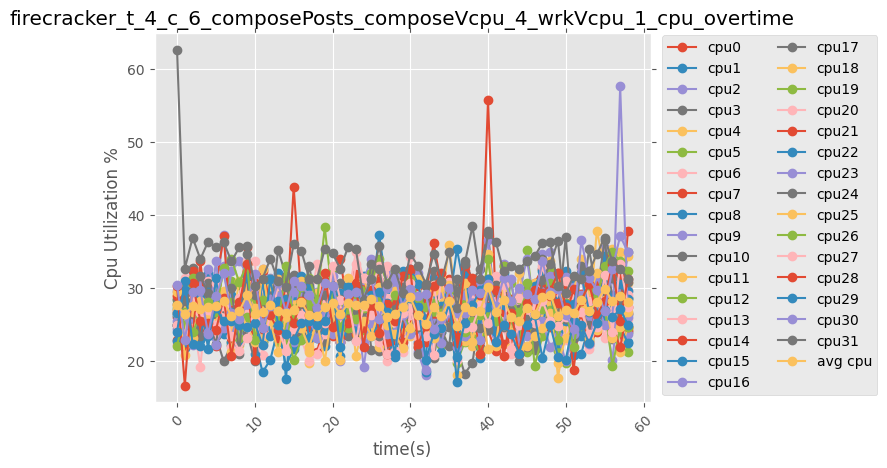 firecracker_t_4_c_6_composePosts_composeVcpu_4_wrkVcpu_1_cpu_overtime
Cpu Utilization %
60
50
40
30
20
0
10
20
30
40
50
60
time(s)
cpu0
cpu1
cpu2
cpu3
cpu4
cpu5
cpu6
cpu7
cpu8
cpu9
cpu10
cpu11
cpu12
cpu13
cpu14
cpu15
cpu16
cpu17
cpu18
cpu19
cpu20
cpu21
cpu22
cpu23
cpu24
cpu25
cpu26
cpu27
cpu28
cpu29
cpu30
cpu31
avg cpu